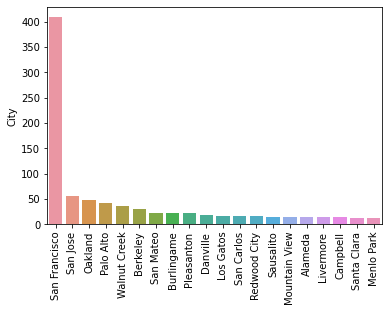 400
350
300
250
200
150
100
50
0
City
San Francisco
San Jose
Oakland
Palo Alto
Walnut Creek
Berkeley
San Mateo
Burlingame
Pleasanton
Danville
Los Gatos
San Carlos
Redwood City
Sausalito
Mountain View
Alameda
Livermore
Campbell
Santa Clara
Menlo Park